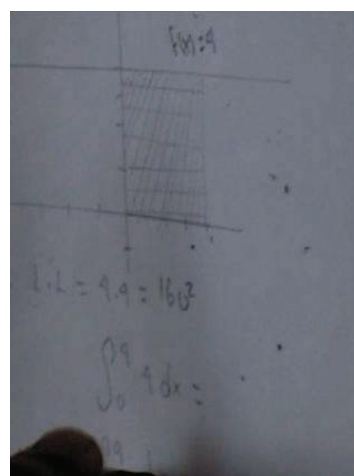 f(x)=4
L.L = 4.4 = 16u²
∫₀⁴ 4 dx =